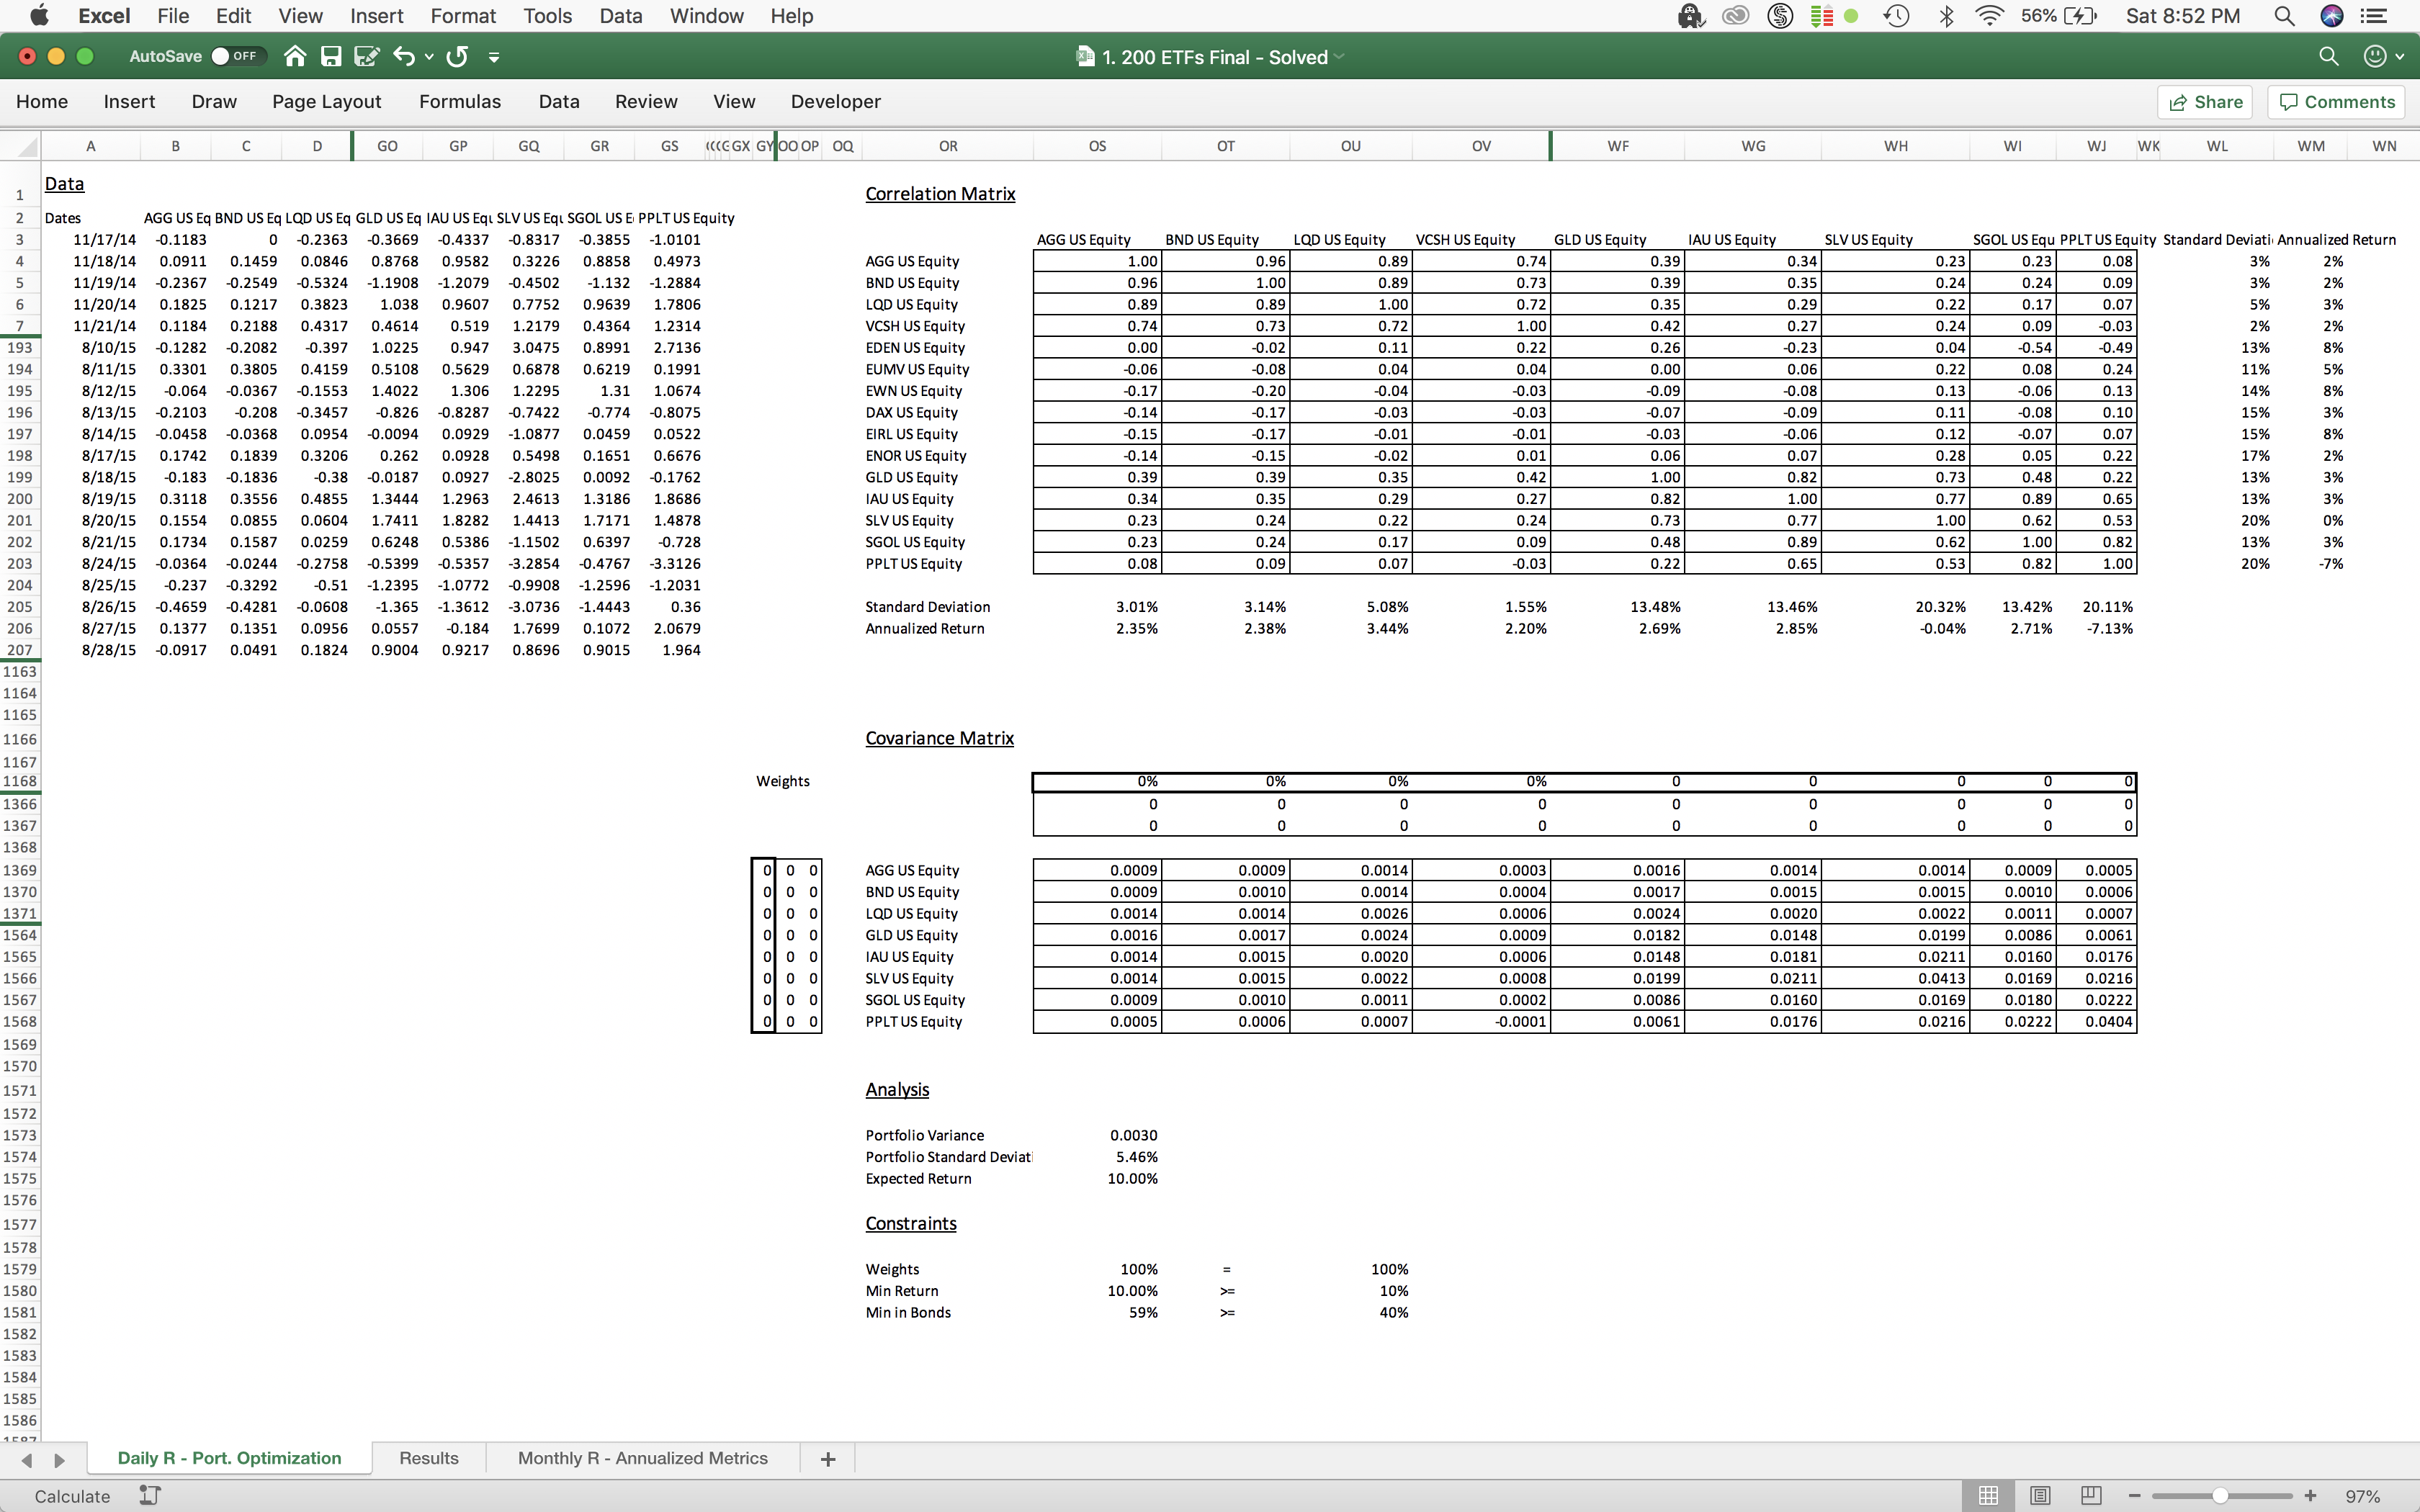 Excel File Edit View Insert Format Tools Data Window Help 56% Sat 8:52 PM
AutoSave OFF 1. 200 ETFs Final - Solved
Home Insert Draw Page Layout Formulas Data Review View Developer Share Comments
A B C D GO GP GQ GR GS GX GY OO OP OQ OR OS OT OU OV WF WG WH WI WJ WK WL WM WN
1 Data Correlation Matrix
2 Dates AGG US Eq BND US Eq LQD US Eq GLD US Eq IAU US Equ SLV US Equ SGOL US E PPLT US Equity
3 11/17/14 -0.1183 0 -0.2363 -0.3669 -0.4337 -0.8317 -0.3855 -1.0101 AGG US Equity BND US Equity LQD US Equity VCSH US Equity GLD US Equity IAU US Equity SLV US Equity SGOL US Equ PPLT US Equity Standard Deviati Annualized Return
4 11/18/14 0.0911 0.1459 0.0846 0.8768 0.9582 0.3226 0.8858 0.4973 AGG US Equity 1.00 0.96 0.89 0.74 0.39 0.34 0.23 0.23 0.08 3% 2%
5 11/19/14 -0.2367 -0.2549 -0.5324 -1.1908 -1.2079 -0.4502 -1.132 -1.2884 BND US Equity 0.96 1.00 0.89 0.73 0.39 0.35 0.24 0.24 0.09 3% 2%
6 11/20/14 0.1825 0.1217 0.3823 1.038 0.9607 0.7752 0.9639 1.7806 LQD US Equity 0.89 0.89 1.00 0.72 0.35 0.29 0.22 0.17 0.07 5% 3%
7 11/21/14 0.1184 0.2188 0.4317 0.4614 0.519 1.2179 0.4364 1.2314 VCSH US Equity 0.74 0.73 0.72 1.00 0.42 0.27 0.24 0.09 -0.03 2% 2%
193 8/10/15 -0.1282 -0.2082 -0.397 1.0225 0.947 3.0475 0.8991 2.7136 EDEN US Equity 0.00 -0.02 0.11 0.22 0.26 -0.23 0.04 -0.54 -0.49 13% 8%
194 8/11/15 0.3301 0.3805 0.4159 0.5108 0.5629 0.6878 0.6219 0.1991 EUMV US Equity -0.06 -0.08 0.04 0.04 0.00 0.06 0.22 0.08 0.24 11% 5%
195 8/12/15 -0.064 -0.0367 -0.1553 1.4022 1.306 1.2295 1.31 1.0674 EWN US Equity -0.17 -0.20 -0.04 -0.03 -0.09 -0.08 0.13 -0.06 0.13 14% 8%
196 8/13/15 -0.2103 -0.208 -0.3457 -0.826 -0.8287 -0.7422 -0.774 -0.8075 DAX US Equity -0.14 -0.17 -0.03 -0.03 -0.07 -0.09 0.11 -0.08 0.10 15% 3%
197 8/14/15 -0.0458 -0.0368 0.0954 -0.0094 0.0929 -1.0877 0.0459 0.0522 EIRL US Equity -0.15 -0.17 -0.01 -0.01 -0.03 -0.06 0.12 -0.07 0.07 15% 8%
198 8/17/15 0.1742 0.1839 0.3206 0.262 0.0928 0.5498 0.1651 0.6676 ENOR US Equity -0.14 -0.15 -0.02 0.01 0.06 0.07 0.28 0.05 0.22 17% 2%
199 8/18/15 -0.183 -0.1836 -0.38 -0.0187 0.0927 -2.8025 0.0092 -0.1762 GLD US Equity 0.39 0.39 0.35 0.42 1.00 0.82 0.73 0.48 0.22 13% 3%
200 8/19/15 0.3118 0.3556 0.4855 1.3444 1.2963 2.4613 1.3186 1.8686 IAU US Equity 0.34 0.35 0.29 0.27 0.82 1.00 0.77 0.89 0.65 13% 3%
201 8/20/15 0.1554 0.0855 0.0604 1.7411 1.8282 1.4413 1.7171 1.4878 SLV US Equity 0.23 0.24 0.22 0.24 0.73 0.77 1.00 0.62 0.53 20% 0%
202 8/21/15 0.1734 0.1587 0.0259 0.6248 0.5386 -1.1502 0.6397 -0.728 SGOL US Equity 0.23 0.24 0.17 0.09 0.48 0.89 0.62 1.00 0.82 13% 3%
203 8/24/15 -0.0364 -0.0244 -0.2758 -0.5399 -0.5357 -3.2854 -0.4767 -3.3126 PPLT US Equity 0.08 0.09 0.07 -0.03 0.22 0.65 0.53 0.82 1.00 20% -7%
204 8/25/15 -0.237 -0.3292 -0.51 -1.2395 -1.0772 -0.9908 -1.2596 -1.2031
205 8/26/15 -0.4659 -0.4281 -0.0608 -1.365 -1.3612 -3.0736 -1.4443 0.36 Standard Deviation 3.01% 3.14% 5.08% 1.55% 13.48% 13.46% 20.32% 13.42% 20.11%
206 8/27/15 0.1377 0.1351 0.0956 0.0557 -0.184 1.7699 0.1072 2.0679 Annualized Return 2.35% 2.38% 3.44% 2.20% 2.69% 2.85% -0.04% 2.71% -7.13%
207 8/28/15 -0.0917 0.0491 0.1824 0.9004 0.9217 0.8696 0.9015 1.964
1163
1164
1165
1166 Covariance Matrix
1167
1168 Weights 0% 0% 0% 0% 0 0 0 0 0
1366 0 0 0 0 0 0 0 0 0
1367 0 0 0 0 0 0 0 0 0
1368
1369 0 0 0 AGG US Equity 0.0009 0.0009 0.0014 0.0003 0.0016 0.0014 0.0014 0.0009 0.0005
1370 0 0 0 BND US Equity 0.0009 0.0010 0.0014 0.0004 0.0017 0.0015 0.0015 0.0010 0.0006
1371 0 0 0 LQD US Equity 0.0014 0.0014 0.0026 0.0006 0.0024 0.0020 0.0022 0.0011 0.0007
1564 0 0 0 GLD US Equity 0.0016 0.0017 0.0024 0.0009 0.0182 0.0148 0.0199 0.0086 0.0061
1565 0 0 0 IAU US Equity 0.0014 0.0015 0.0020 0.0006 0.0148 0.0181 0.0211 0.0160 0.0176
1566 0 0 0 SLV US Equity 0.0014 0.0015 0.0022 0.0008 0.0199 0.0211 0.0413 0.0169 0.0216
1567 0 0 0 SGOL US Equity 0.0009 0.0010 0.0011 0.0002 0.0086 0.0160 0.0169 0.0180 0.0222
1568 0 0 0 PPLT US Equity 0.0005 0.0006 0.0007 -0.0001 0.0061 0.0176 0.0216 0.0222 0.0404
1569
1570
1571 Analysis
1572
1573 Portfolio Variance 0.0030
1574 Portfolio Standard Deviati 5.46%
1575 Expected Return 10.00%
1576
1577 Constraints
1578
1579 Weights 100% = 100%
1580 Min Return 10.00% >= 10%
1581 Min in Bonds 59% >= 40%
1582
1583
1584
1585
1586
Daily R - Port. Optimization Results Monthly R - Annualized Metrics +
Calculate 97%